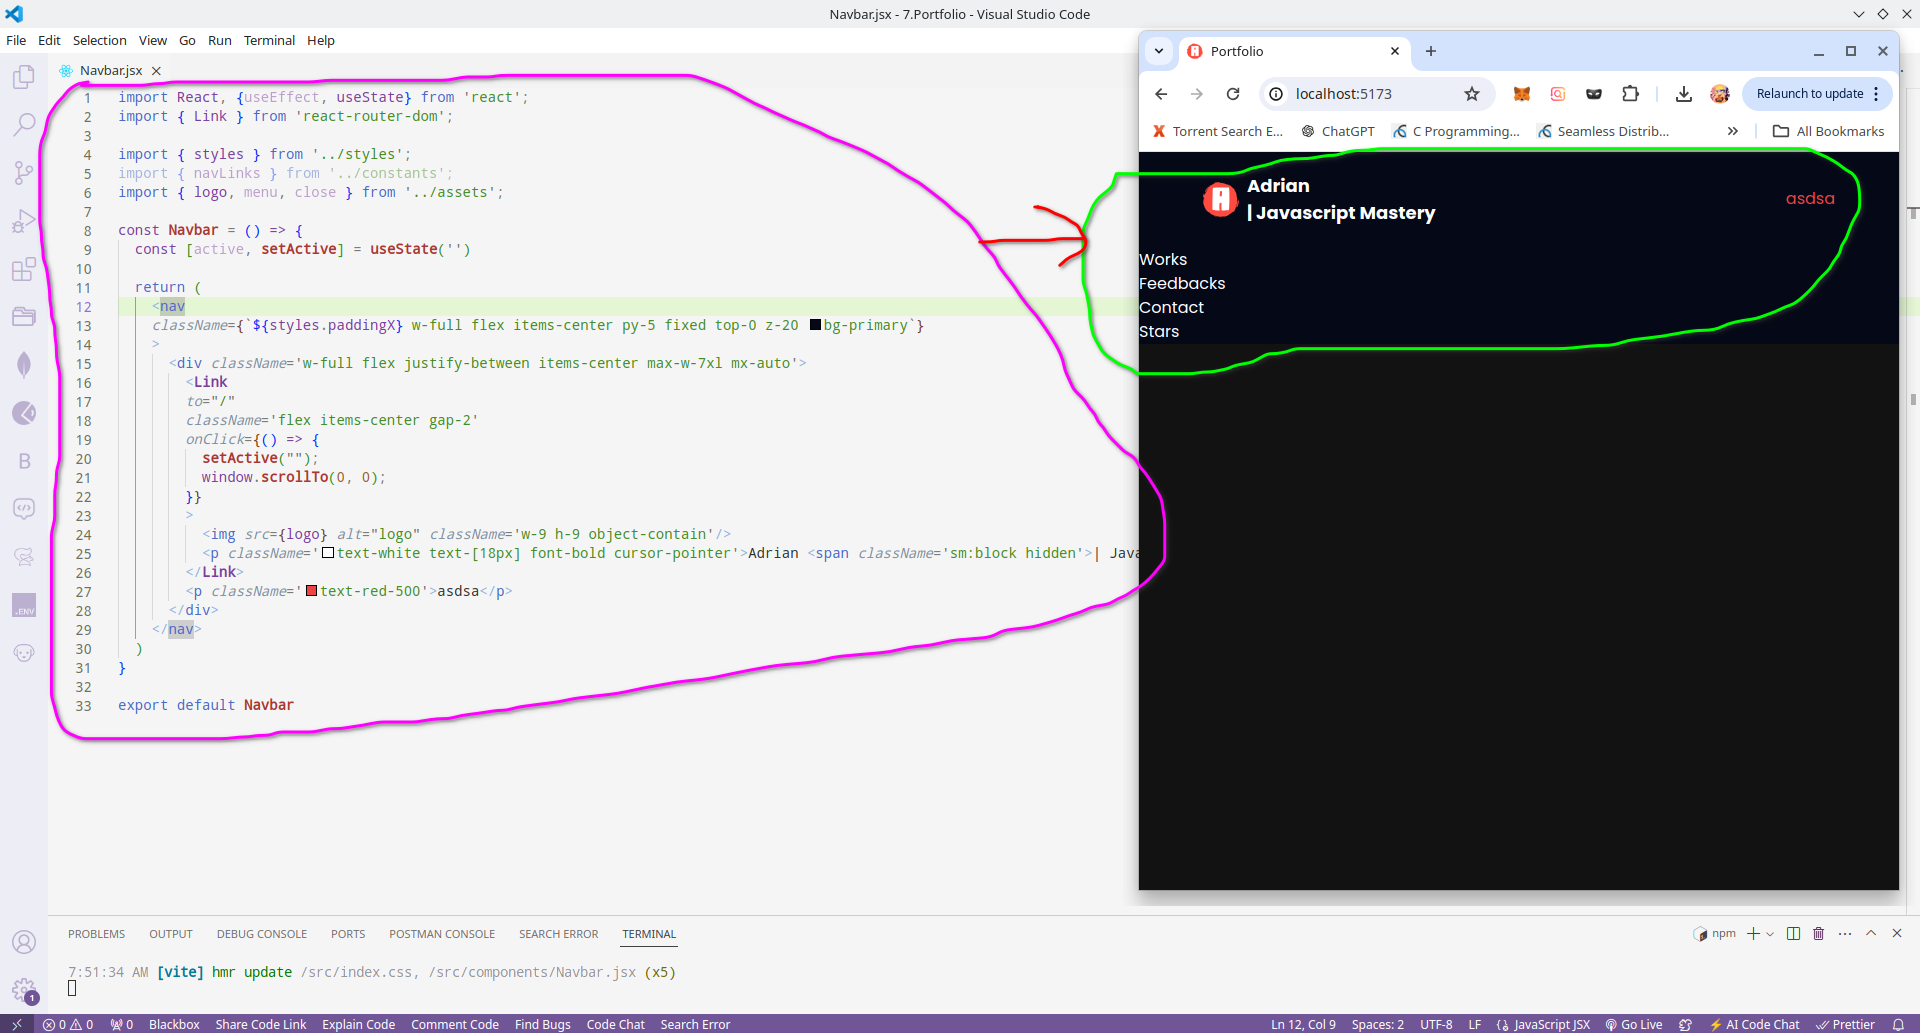 Navbar.jsx - 7.Portfolio - Visual Studio Code
File Edit Selection View Go Run Terminal Help
Navbar.jsx
1 import React, {useEffect, useState} from 'react';
2 import { Link } from 'react-router-dom';
3
4 import { styles } from '../styles';
5 import { navLinks } from '../constants';
6 import { logo, menu, close } from '../assets';
7
8 const Navbar = () => {
9 const [active, setActive] = useState('')
10
11 return (
12 <nav
13 className={`${styles.paddingX} w-full flex items-center py-5 fixed top-0 z-20 bg-primary`}
14 >
15 <div className='w-full flex justify-between items-center max-w-7xl mx-auto'>
16 <Link
17 to="/"
18 className='flex items-center gap-2'
19 onClick={() => {
20 setActive("");
21 window.scrollTo(0, 0);
22 }}
23 >
24 <img src={logo} alt="logo" className='w-9 h-9 object-contain'/>
25 <p className='text-white text-[18px] font-bold cursor-pointer'>Adrian <span className='sm:block hidden'>| Java
26 </Link>
27 <p className='text-red-500'>asdsa</p>
28 </div>
29 </nav>
30 )
31 }
32
33 export default Navbar
Portfolio
localhost:5173
Relaunch to update
Torrent Search E... ChatGPT C Programming... Seamless Distrib... » All Bookmarks
Adrian
| Javascript Mastery
asdsa
Works
Feedbacks
Contact
Stars
B
.ENV
1
PROBLEMS OUTPUT DEBUG CONSOLE PORTS POSTMAN CONSOLE SEARCH ERROR TERMINAL
npm
7:51:34 AM [vite] hmr update /src/index.css, /src/components/Navbar.jsx (x5)
0 0 0 Blackbox Share Code Link Explain Code Comment Code Find Bugs Code Chat Search Error
Ln 12, Col 9 Spaces: 2 UTF-8 LF {} JavaScript JSX Go Live AI Code Chat Prettier